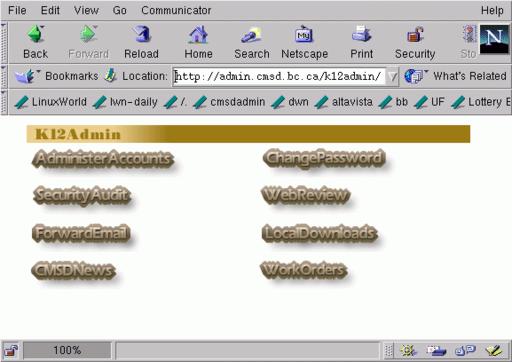 File Edit View Go Communicator Help
Back Forward Reload Home Search Netscape Print Security Sto
My N
Bookmarks Location: http://admin.cmsd.bc.ca/k12admin/ What's Related
LinuxWorld lwn-daily /. cmsdadmin dwn altavista bb UF Lottery E
K12Admin
AdministerAccounts ChangePassword
SecurityAudit WebReview
ForwardEmail LocalDownloads
CMSDNews WorkOrders
100%